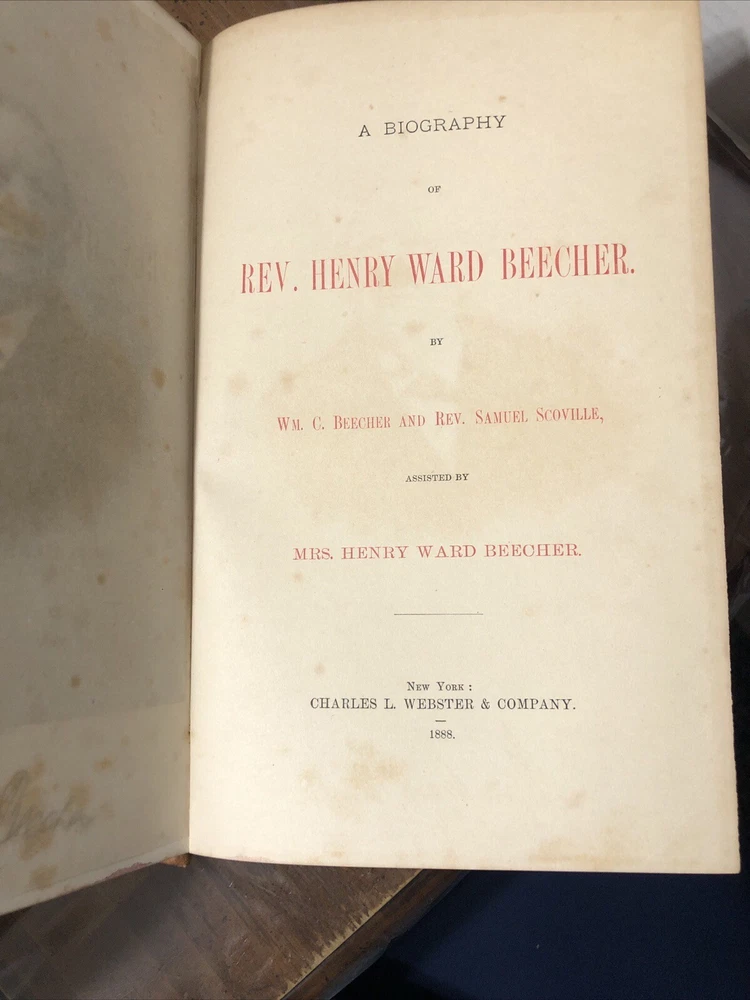 A BIOGRAPHY
OF
REV. HENRY WARD BEECHER.
BY
WM. C. BEECHER AND REV. SAMUEL SCOVILLE,
ASSISTED BY
MRS. HENRY WARD BEECHER.
NEW YORK :
CHARLES L. WEBSTER & COMPANY.
1888.